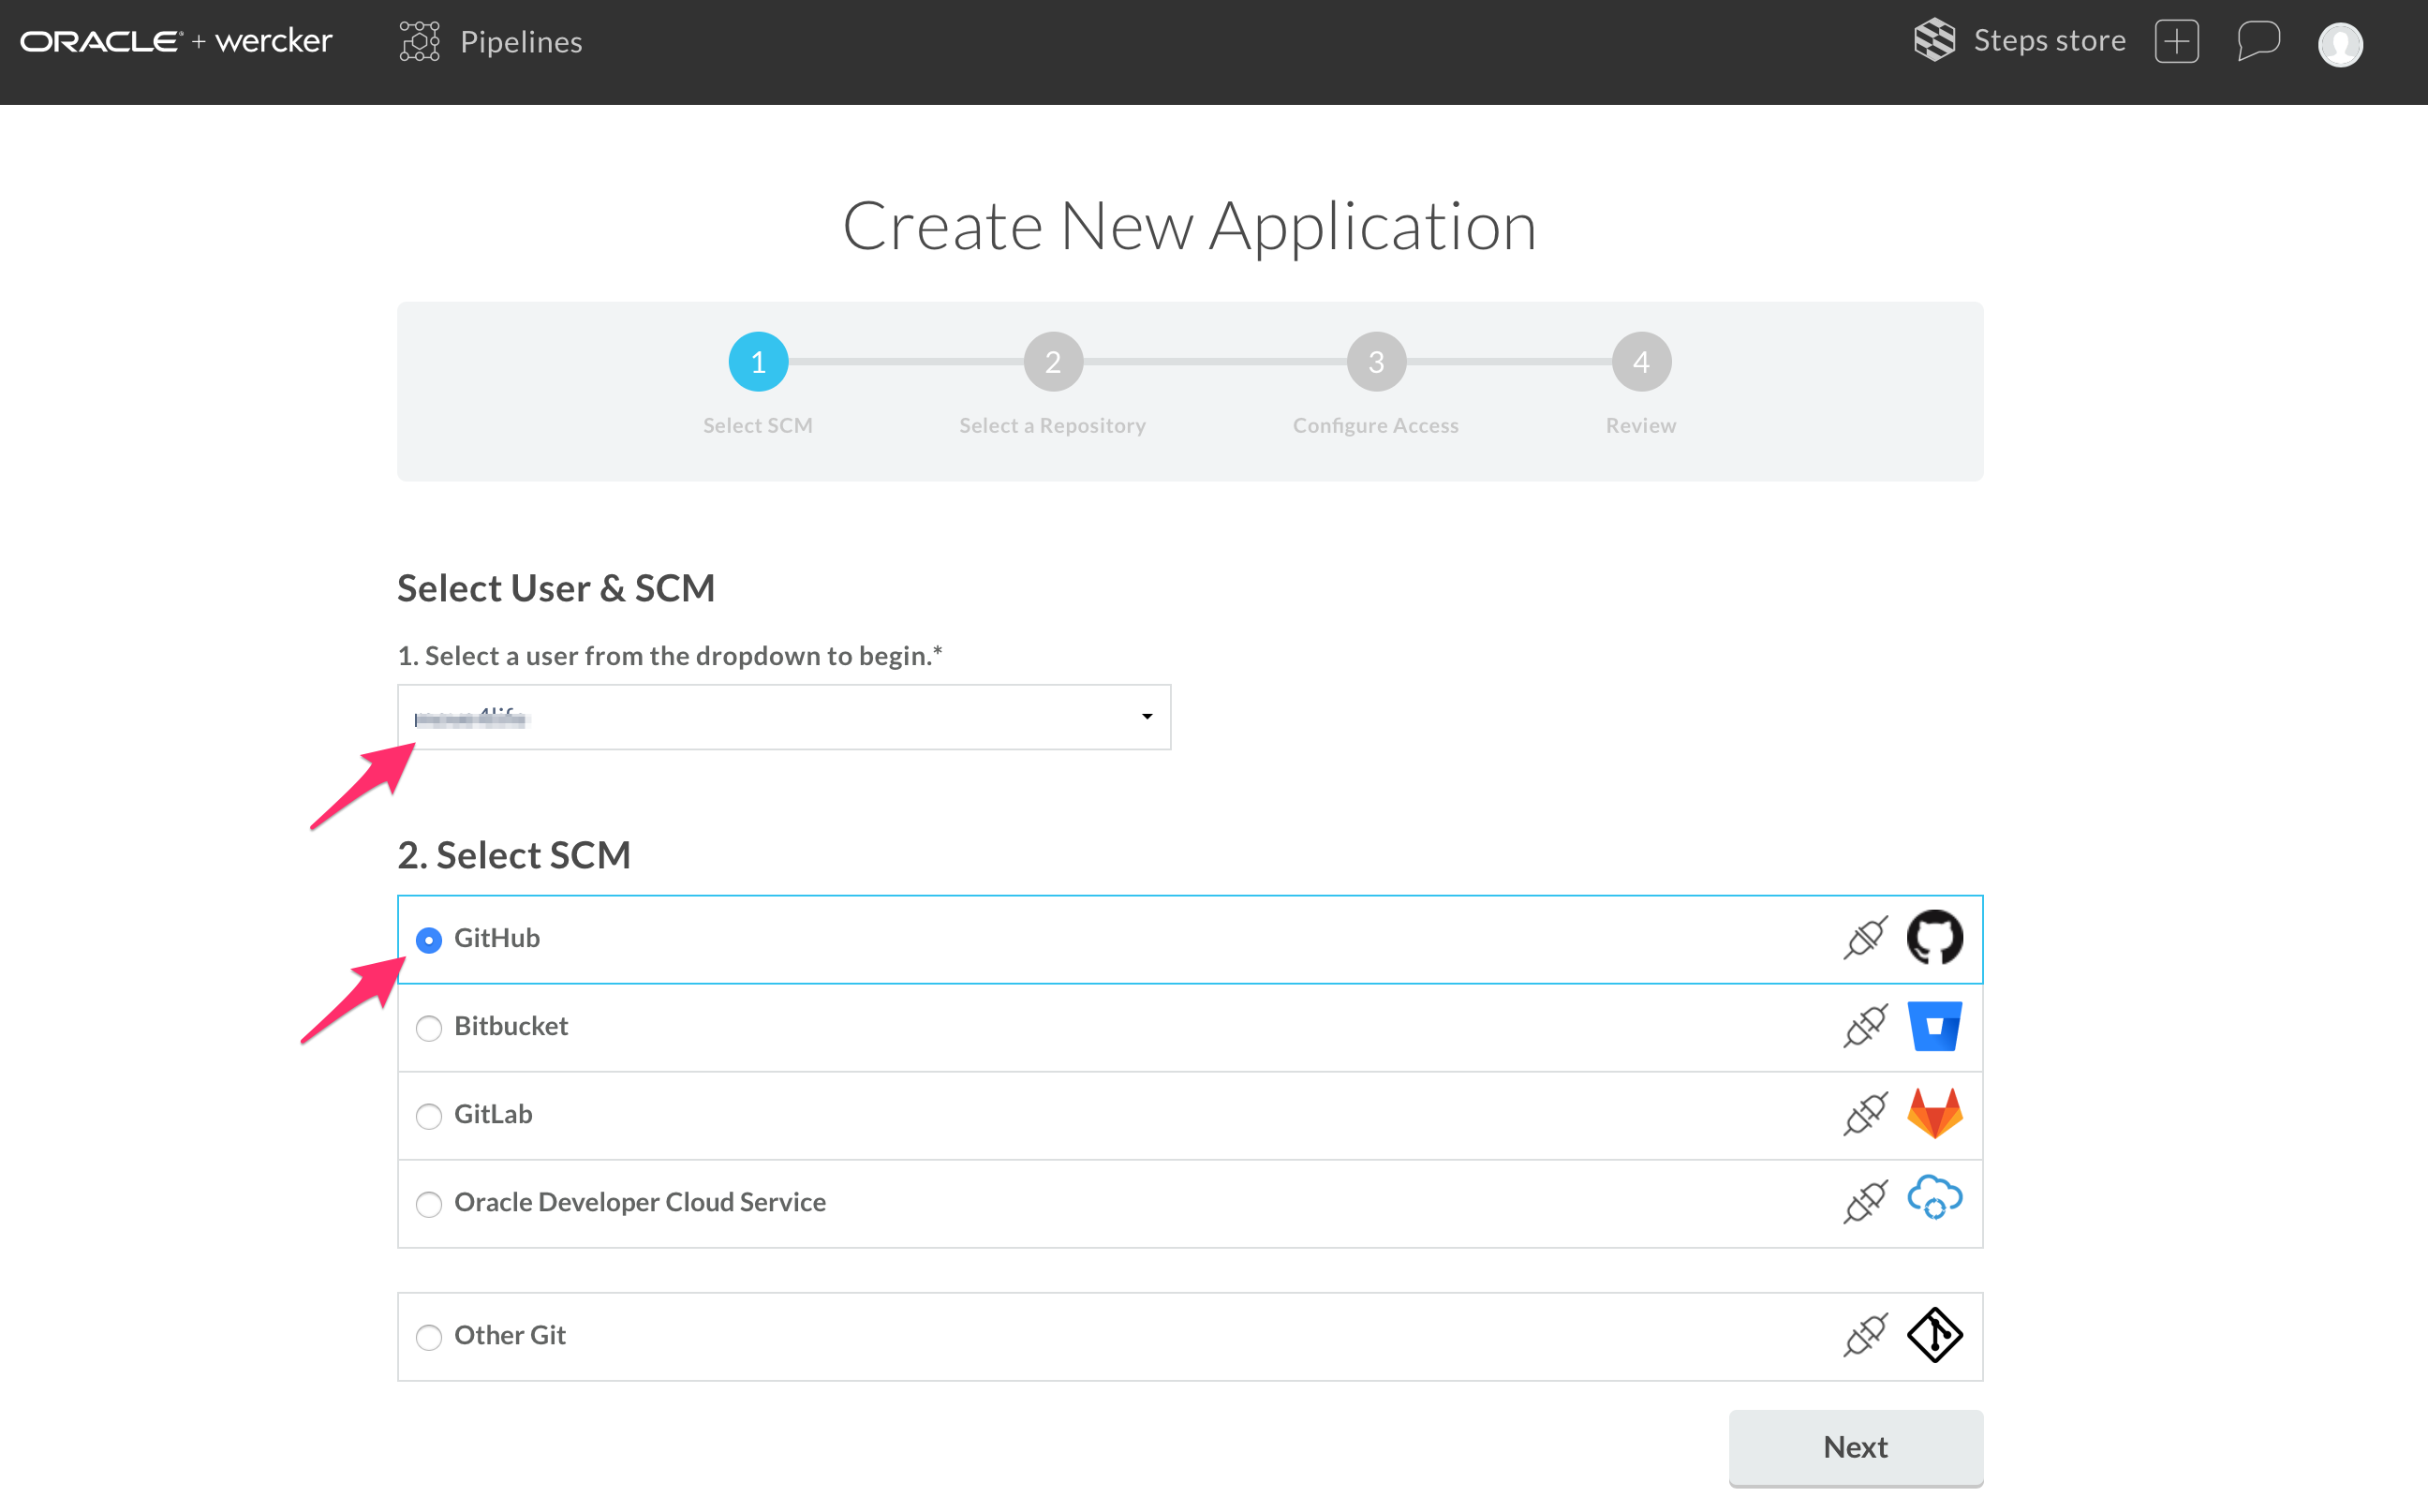 ORACLE + wercker Pipelines Steps store
Create New Application
1 2 3 4
Select SCM Select a Repository Configure Access Review
Select User & SCM
1. Select a user from the dropdown to begin.*
2. Select SCM
GitHub
Bitbucket
GitLab
Oracle Developer Cloud Service
Other Git
Next